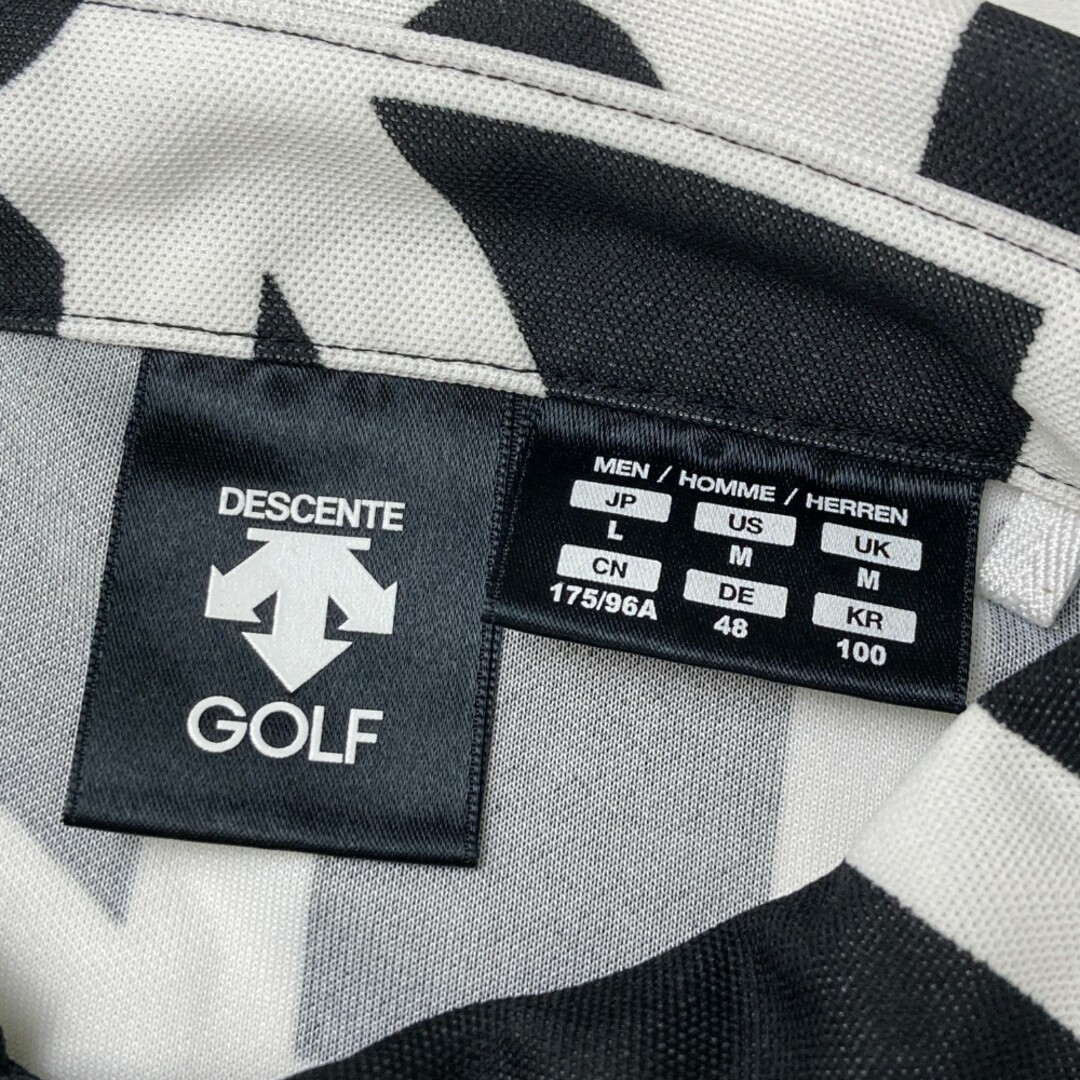 DESCENTE
GOLF
MEN / HOMME / HERREN
JP US UK
L M M
CN DE KR
175/96A 48 100